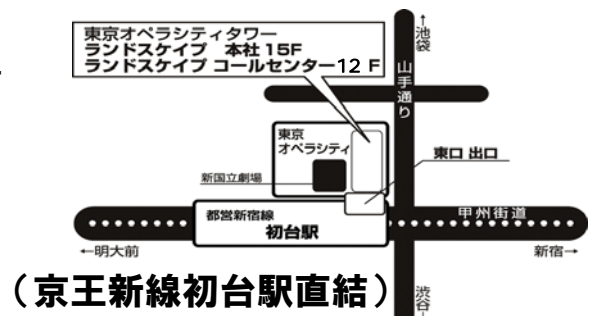 東京オペラシティタワー
ランドスケイプ 本社 15F
ランドスケイプ コールセンター12 F
↑池袋
山手通り
東京
オペラシティ
東口 出口
新国立劇場
都営新宿線
初台駅
甲州街道
←明大前
新宿→
(京王新線初台駅直結)
渋谷↓